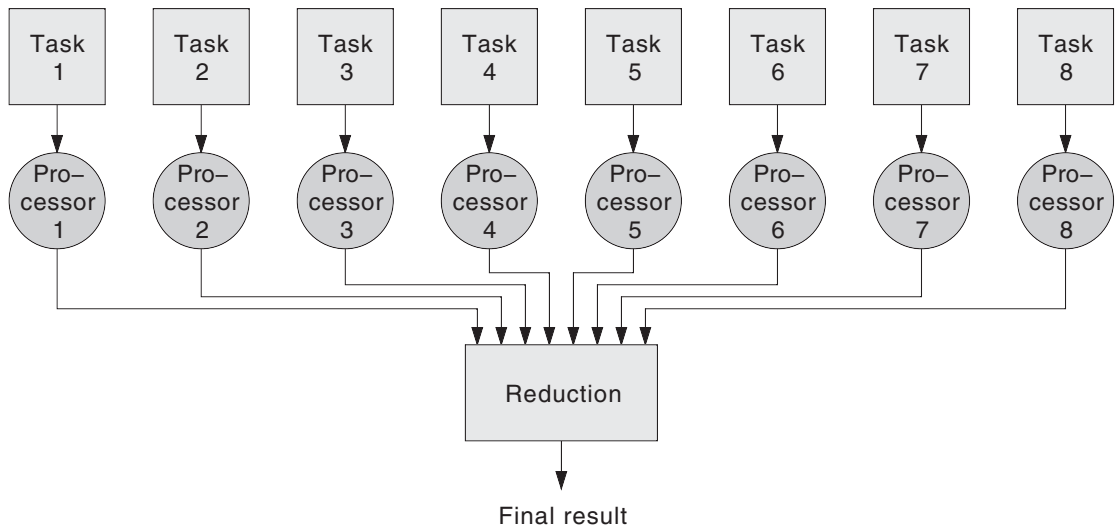 Task
1
Task
2
Task
3
Task
4
Task
5
Task
6
Task
7
Task
8
Pro–
cessor
1
Pro–
cessor
2
Pro–
cessor
3
Pro–
cessor
4
Pro–
cessor
5
Pro–
cessor
6
Pro–
cessor
7
Pro–
cessor
8
Reduction
Final result